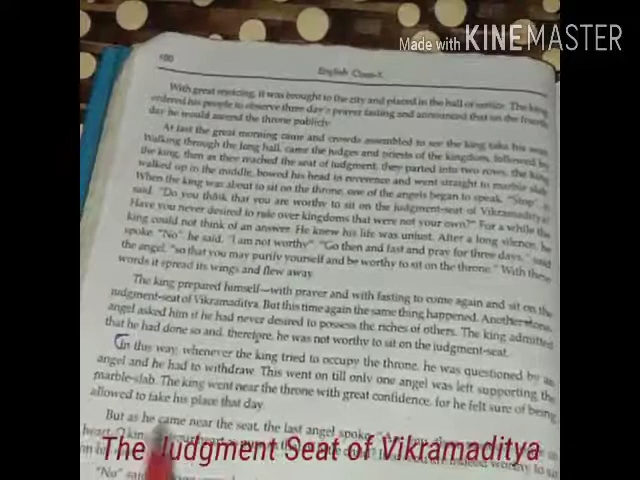 Made with KINEMASTER
100
English Class-X
With great rejoicing, it was brought to the city and placed in the hall of justice. The king
ordered his people to observe three day's prayer fasting and announced that on the fourth
day he would ascend the throne publicly.
At last the great morning came and crowds assembled to see the king take his seat.
Walking through the long hall, came the judges and priests of the kingdom, followed by
the king, then as they reached the seat of judgment, they parted into two rows, the king
walked up in the middle, bowed his head in reverence and went straight to marble slab.
When the king was about to sit on the throne, one of the angels began to speak. "Stop",
said. "Do you think that you are worthy to sit on the judgment-seat of Vikramaditya?
Have you never desired to rule over kingdoms that were not your own?" For a while the
king could not think of an answer. He knew his life was unjust. After a long silence, he
spoke. "No", he said, "I am not worthy". "Go then and fast and pray for three days," said
the angel, "so that you may purify yourself and be worthy to sit on the throne." With these
words it spread its wings and flew away.
The king prepared himself—with prayer and with fasting to come again and sit on the
judgment-seat of Vikramaditya. But this time again the same thing happened. Another stone
angel asked him if he had never desired to possess the riches of others. The king admitted
that he had done so and, therefore, he was not worthy to sit on the judgment-seat.
In this way, whenever the king tried to occupy the throne, he was questioned by an
angel and he had to withdraw. This went on till only one angel was left supporting the
marble-slab. The king went near the throne with great confidence, for he felt sure of being
allowed to take his place that day.
But as he came near the seat, the last angel spoke
The Judgment Seat of Vikramaditya
heart
worthy to
"No" said